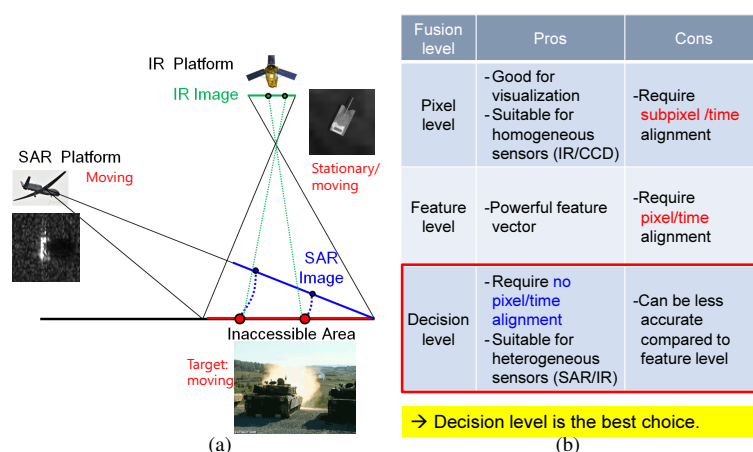 IR Platform
IR Image
SAR Platform
Moving
Stationary/
moving
SAR
Image
Inaccessible Area
Target:
moving
(a)
Fusion
level
Pros
Cons
Pixel
level
-Good for
visualization
-Suitable for
homogeneous
sensors (IR/CCD)
-Require
subpixel /time
alignment
Feature
level
-Powerful feature
vector
-Require
pixel/time
alignment
Decision
level
-Require no
pixel/time
alignment
-Suitable for
heterogeneous
sensors (SAR/IR)
-Can be less
accurate
compared to
feature level
→ Decision level is the best choice.
(b)